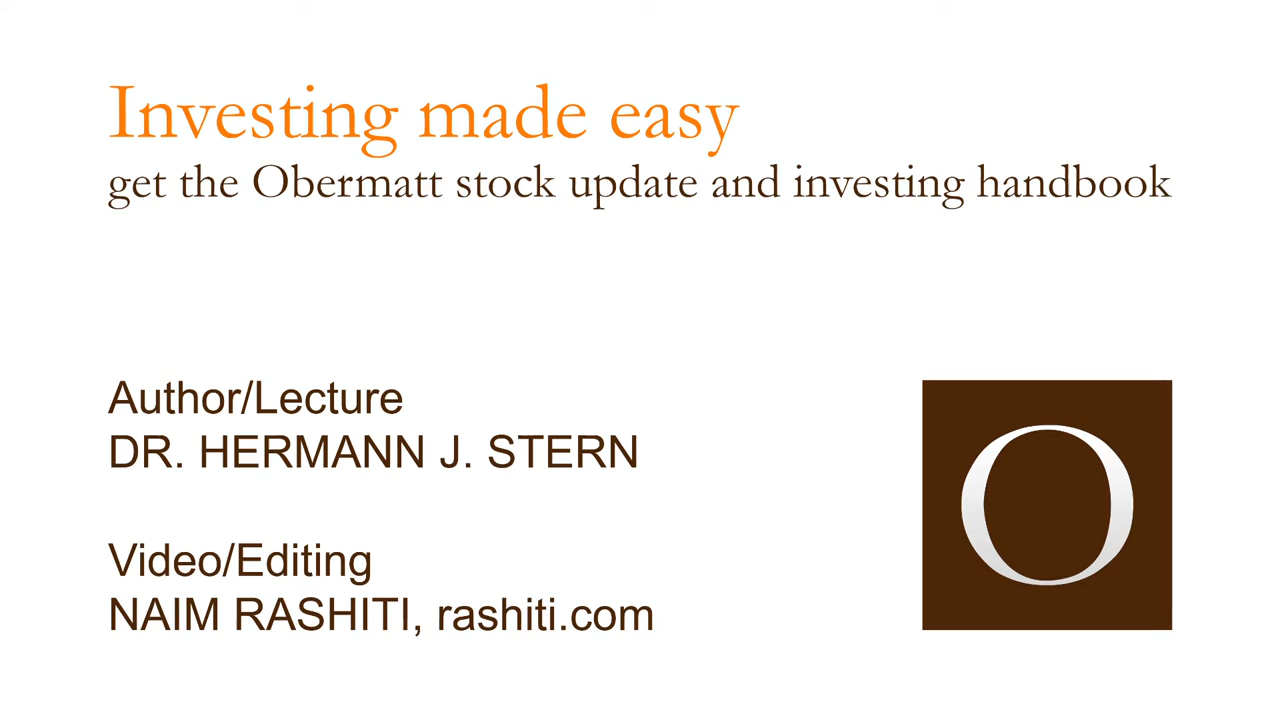 Investing made easy
get the Obermatt stock update and investing handbook
Author/Lecture
DR. HERMANN J. STERN
Video/Editing
NAIM RASHITI, rashiti.com
O